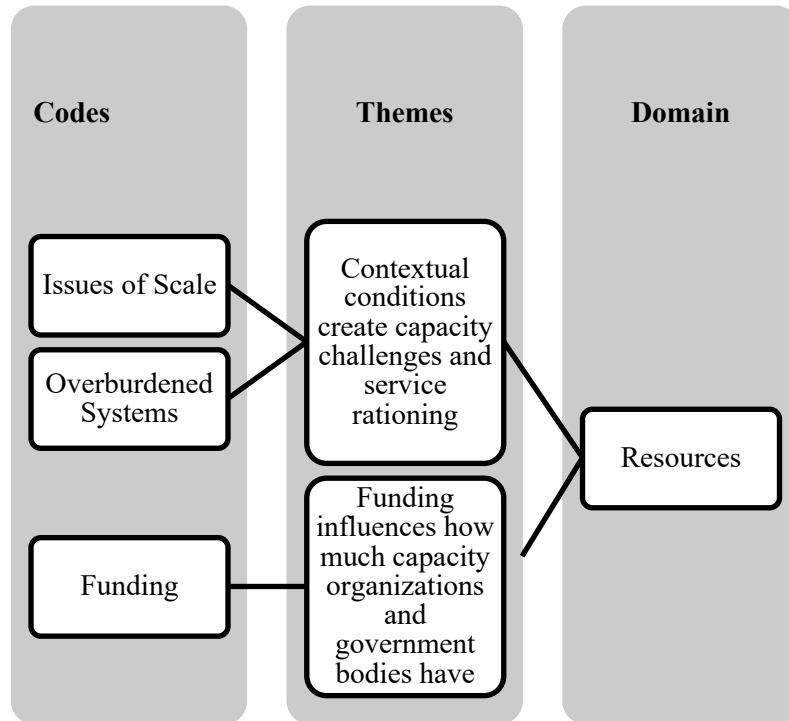 Codes
Themes
Domain
Issues of Scale
Overburdened
Systems
Funding
Contextual
conditions
create capacity
challenges and
service
rationing
Funding
influences how
much capacity
organizations
and
government
bodies have
Resources